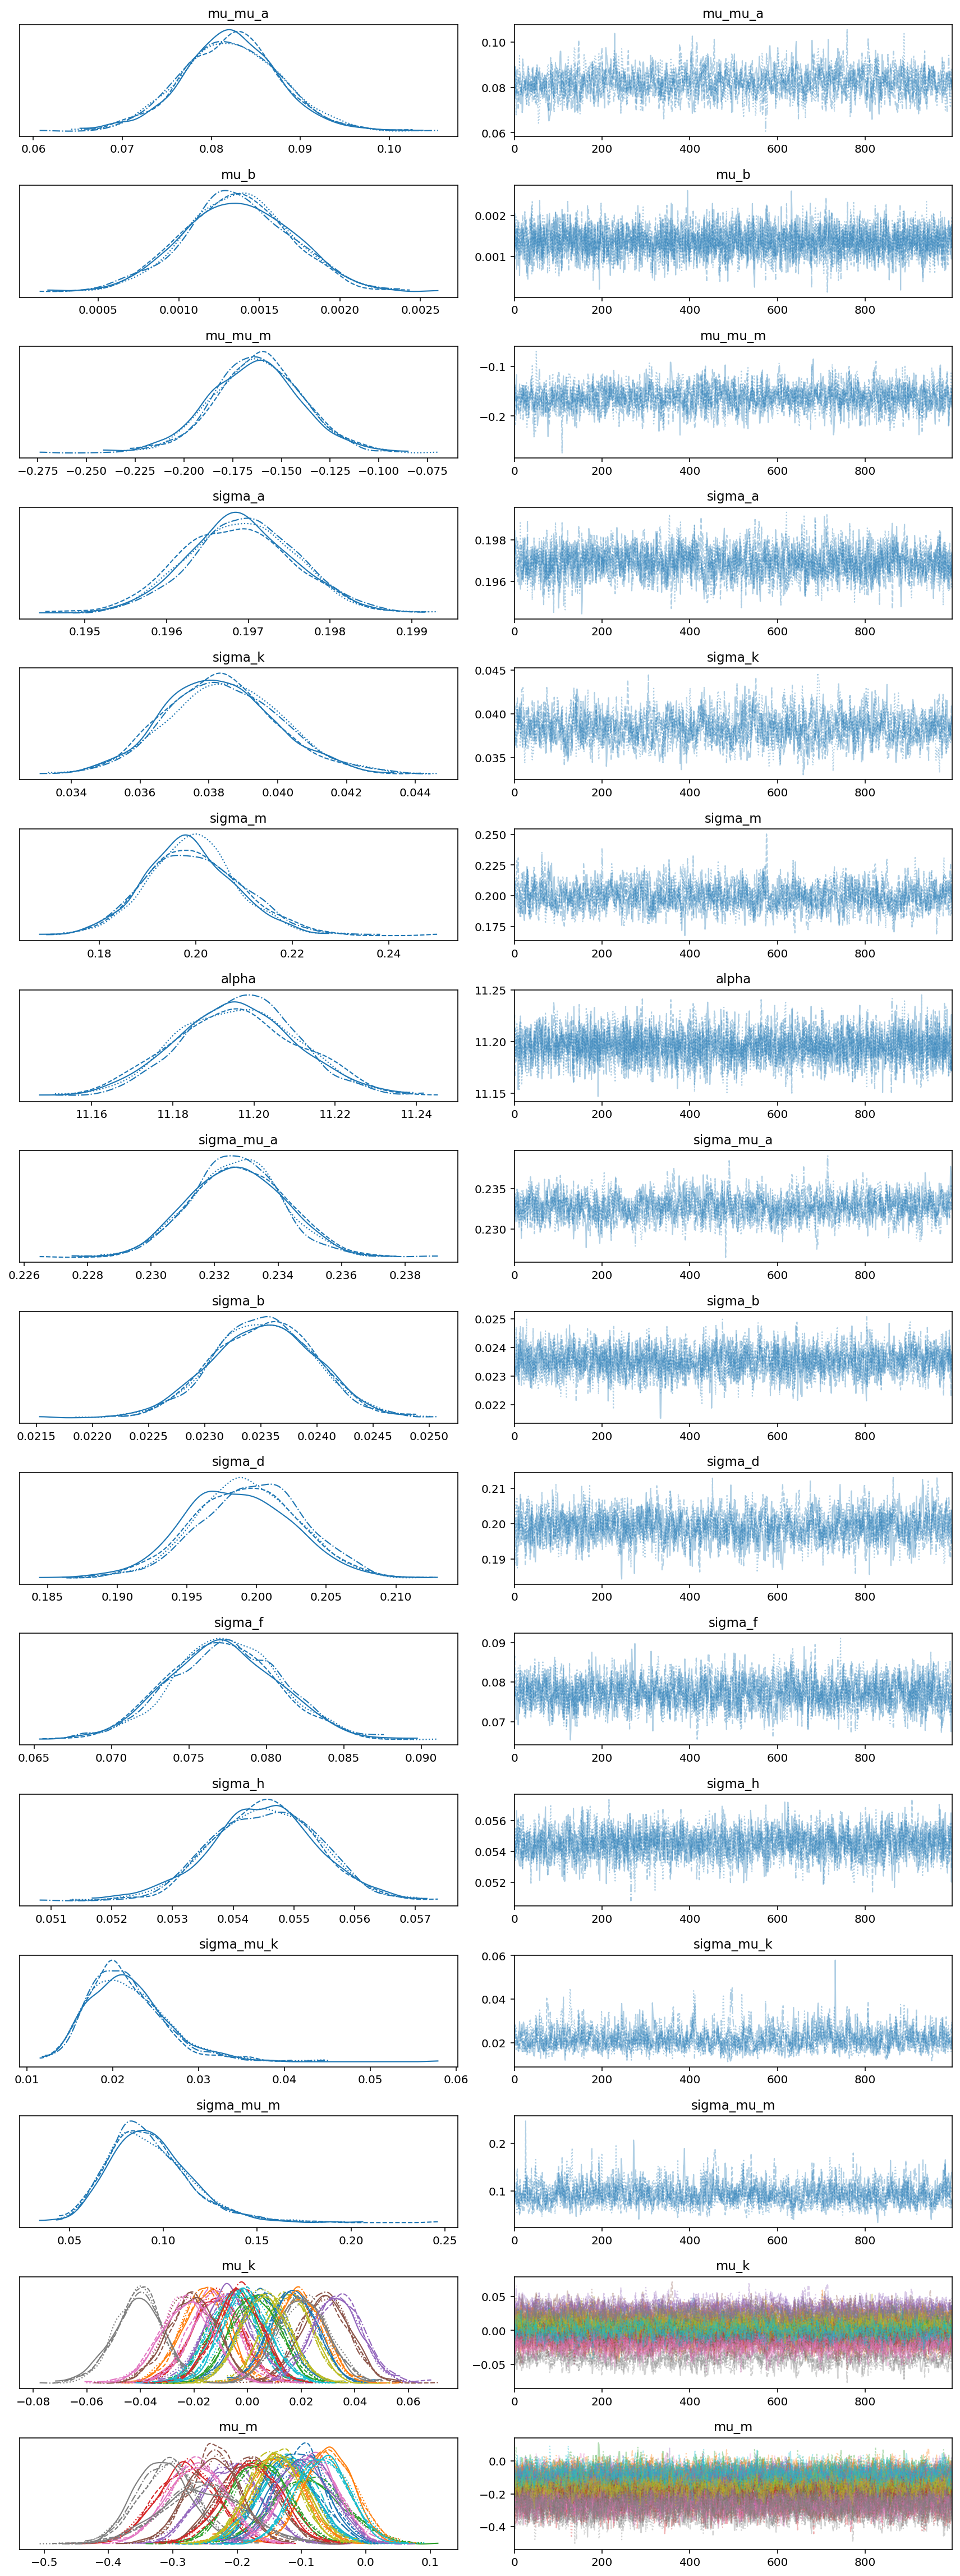 mu_mu_a mu_mu_a
0.10
0.08
0.06
0.06 0.07 0.08 0.09 0.10 0 200 400 600 800
mu_b mu_b
0.002
0.001
0.0005 0.0010 0.0015 0.0020 0.0025 0 200 400 600 800
mu_mu_m mu_mu_m
−0.1
−0.2
−0.275 −0.250 −0.225 −0.200 −0.175 −0.150 −0.125 −0.100 −0.075 0 200 400 600 800
sigma_a sigma_a
0.198
0.196
0.195 0.196 0.197 0.198 0.199 0 200 400 600 800
sigma_k sigma_k
0.045
0.040
0.035
0.034 0.036 0.038 0.040 0.042 0.044 0 200 400 600 800
sigma_m sigma_m
0.250
0.225
0.200
0.175
0.18 0.20 0.22 0.24 0 200 400 600 800
alpha alpha
11.25
11.20
11.15
11.16 11.18 11.20 11.22 11.24 0 200 400 600 800
sigma_mu_a sigma_mu_a
0.235
0.230
0.226 0.228 0.230 0.232 0.234 0.236 0.238 0 200 400 600 800
sigma_b sigma_b
0.025
0.024
0.023
0.022
0.0215 0.0220 0.0225 0.0230 0.0235 0.0240 0.0245 0.0250 0 200 400 600 800
sigma_d sigma_d
0.21
0.20
0.19
0.185 0.190 0.195 0.200 0.205 0.210 0 200 400 600 800
sigma_f sigma_f
0.09
0.08
0.07
0.065 0.070 0.075 0.080 0.085 0.090 0 200 400 600 800
sigma_h sigma_h
0.056
0.054
0.052
0.051 0.052 0.053 0.054 0.055 0.056 0.057 0 200 400 600 800
sigma_mu_k sigma_mu_k
0.06
0.04
0.02
0.01 0.02 0.03 0.04 0.05 0.06 0 200 400 600 800
sigma_mu_m sigma_mu_m
0.2
0.1
0.05 0.10 0.15 0.20 0.25 0 200 400 600 800
mu_k mu_k
0.05
0.00
−0.05
−0.08 −0.06 −0.04 −0.02 0.00 0.02 0.04 0.06 0 200 400 600 800
mu_m mu_m
0.0
−0.2
−0.4
−0.5 −0.4 −0.3 −0.2 −0.1 0.0 0.1 0 200 400 600 800